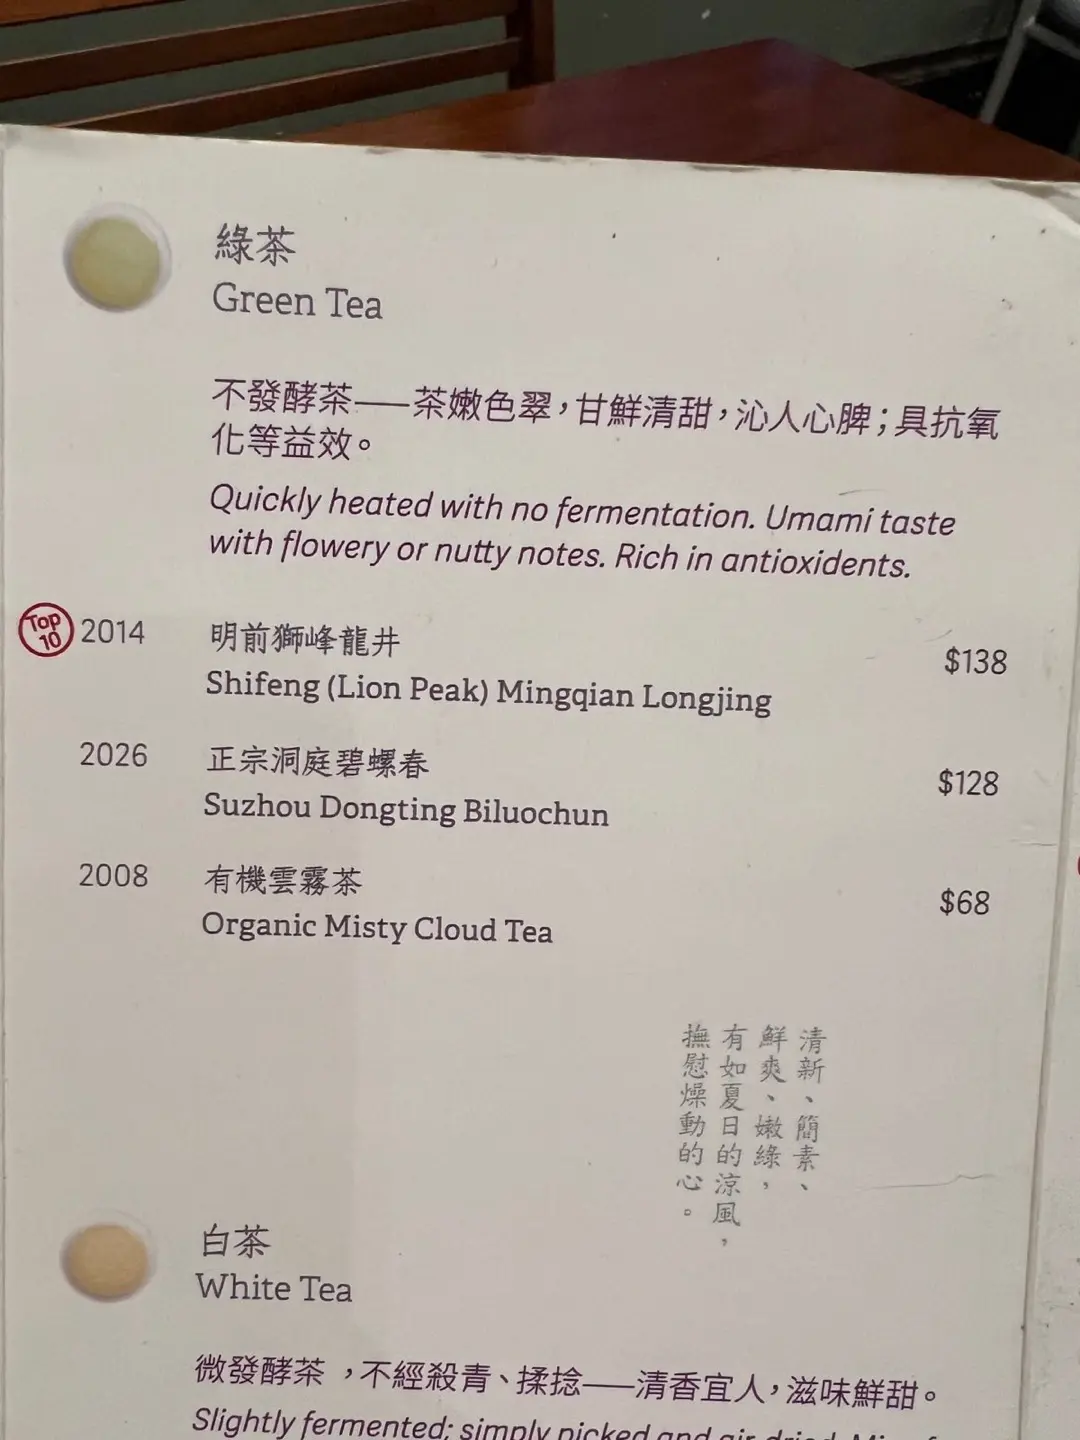 綠茶
Green Tea
不發酵茶——茶嫩色翠，甘鮮清甜，沁人心脾；具抗氧
化等益效。
Quickly heated with no fermentation. Umami taste
with flowery or nutty notes. Rich in antioxidents.
Top
10
2014 明前獅峰龍井 $138
Shifeng (Lion Peak) Mingqian Longjing
2026 正宗洞庭碧螺春 $128
Suzhou Dongting Biluochun
2008 有機雲霧茶 $68
Organic Misty Cloud Tea
清新、簡素、
鮮爽、嫩綠，
有如夏日的涼風，
撫慰燥動的心。
白茶
White Tea
微發酵茶，不經殺青、揉捻——清香宜人，滋味鮮甜。
Slightly fermented; simply picked and air-dried.